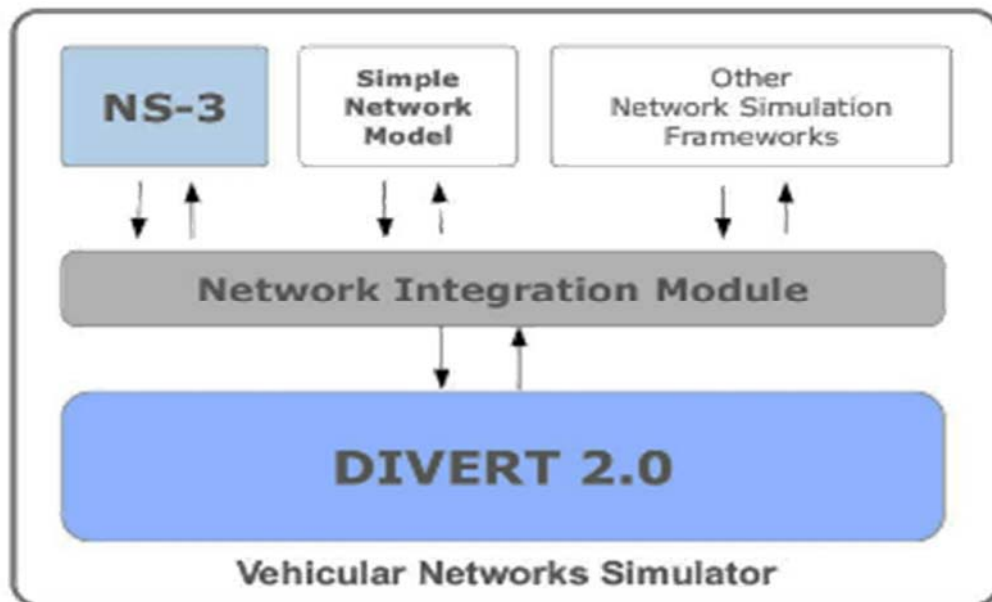 NS-3
Simple
Network
Model
Other
Network Simulation
Frameworks
Network Integration Module
DIVERT 2.0
Vehicular Networks Simulator